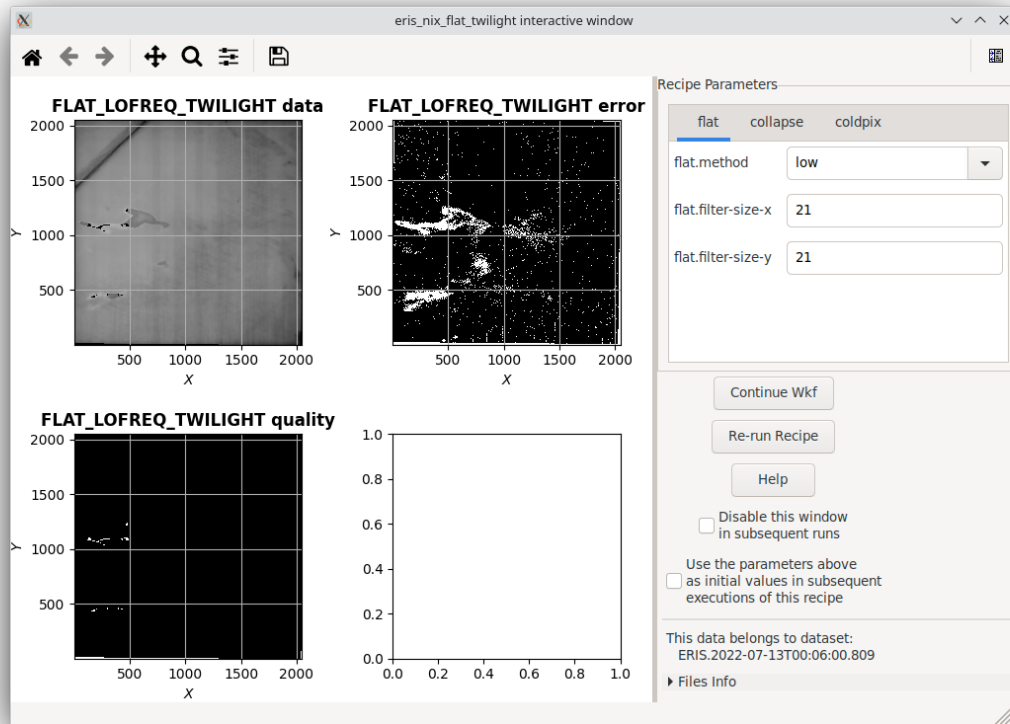 eris_nix_flat_twilight interactive window
FLAT_LOFREQ_TWILIGHT data
2000
1500
1000
500
Y
500
1000
1500
2000
X
FLAT_LOFREQ_TWILIGHT error
2000
1500
1000
500
Y
500
1000
1500
2000
X
FLAT_LOFREQ_TWILIGHT quality
2000
1500
1000
500
Y
500
1000
1500
2000
X
1.0
0.8
0.6
0.4
0.2
0.0
0.0
0.2
0.4
0.6
0.8
1.0
Recipe Parameters
flat
collapse
coldpix
flat.method
low
flat.filter-size-x
21
flat.filter-size-y
21
Continue Wkf
Re-run Recipe
Help
Disable this window
in subsequent runs
Use the parameters above
as initial values in subsequent
executions of this recipe
This data belongs to dataset:
ERIS.2022-07-13T00:06:00.809
Files Info